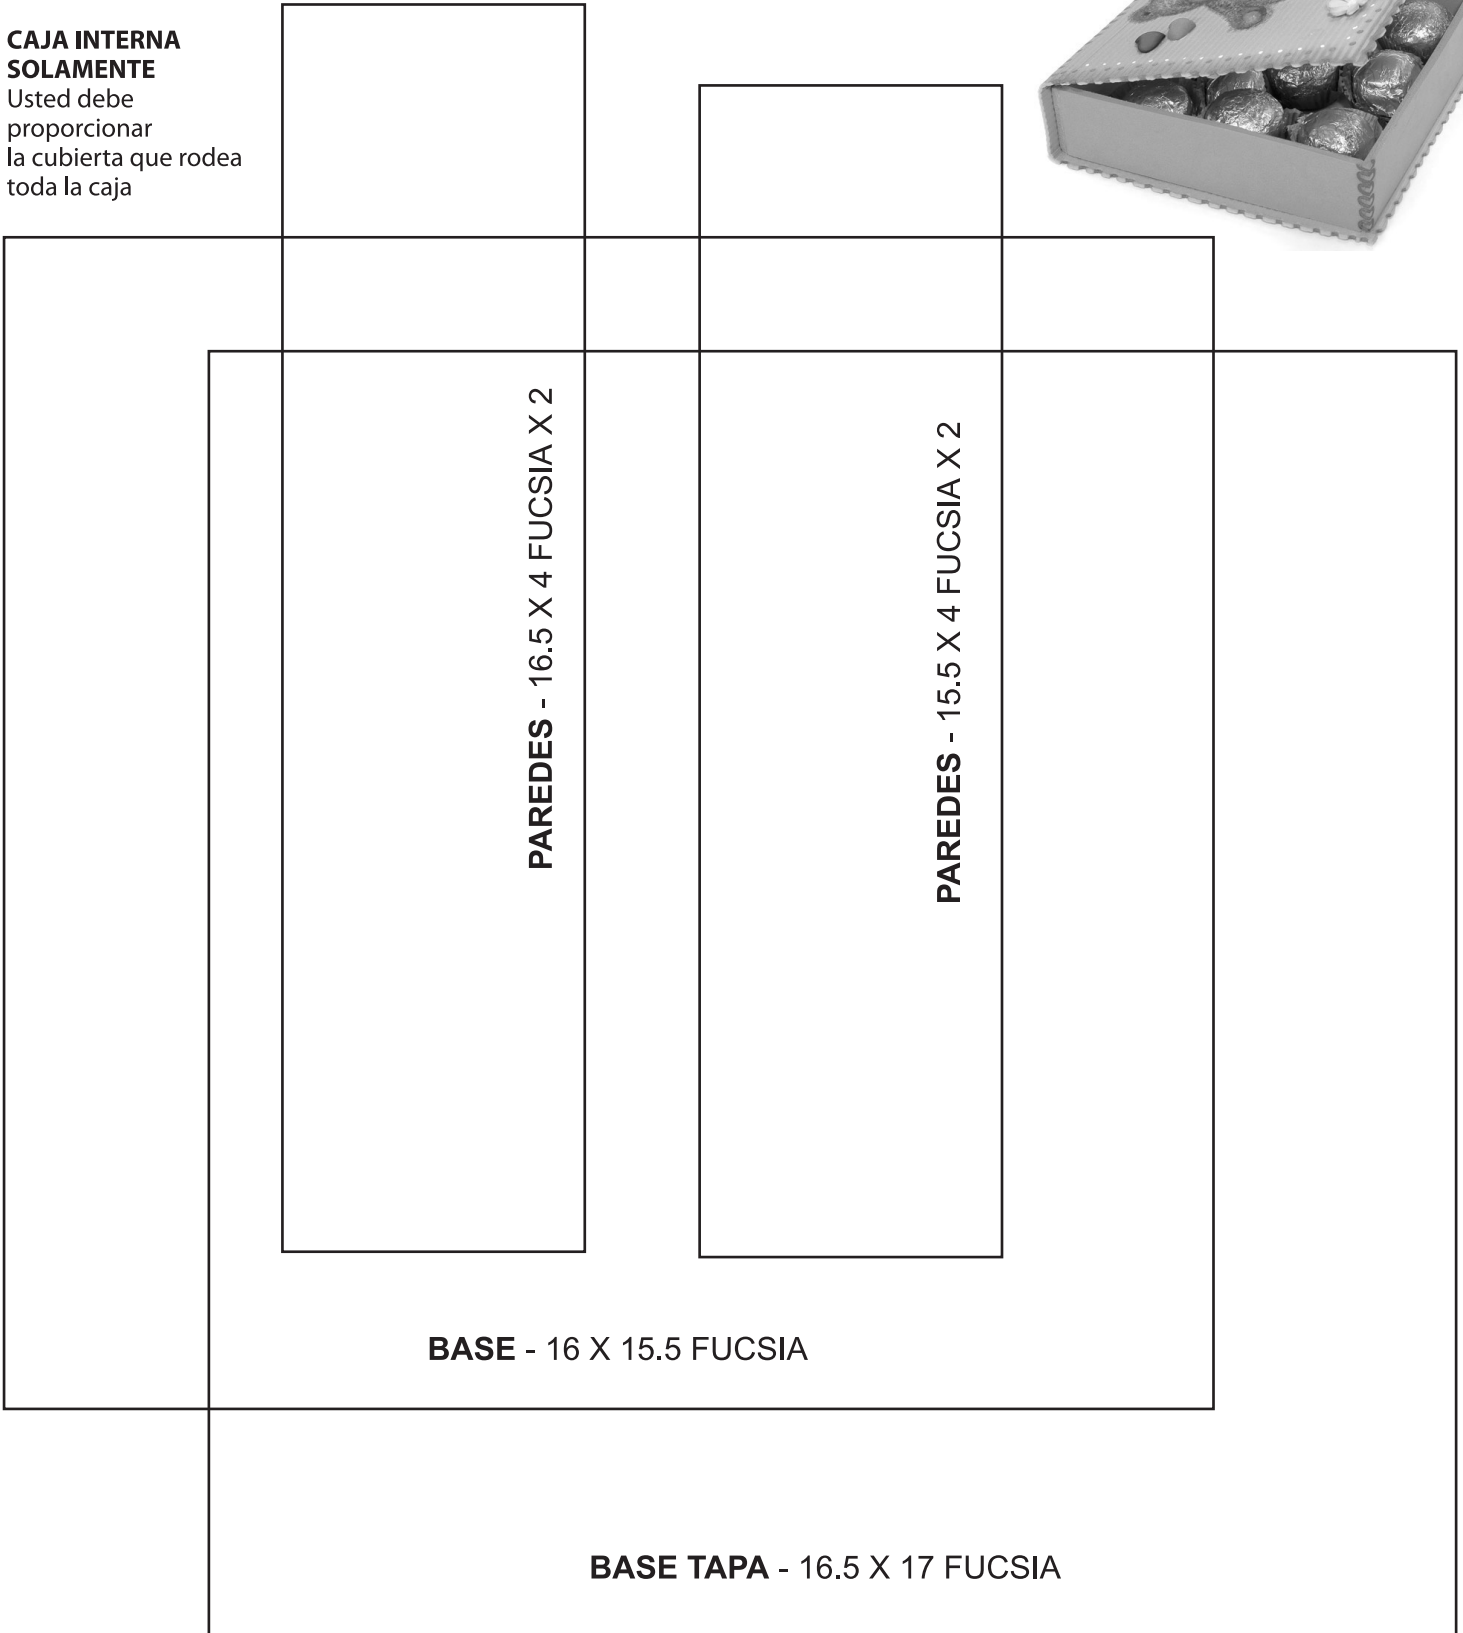 CAJA INTERNA
SOLAMENTE
Usted debe
proporcionar
la cubierta que rodea
toda la caja
PAREDES - 16.5 X 4 FUCSIA X 2
PAREDES - 15.5 X 4 FUCSIA X 2
BASE - 16 X 15.5 FUCSIA
BASE TAPA - 16.5 X 17 FUCSIA